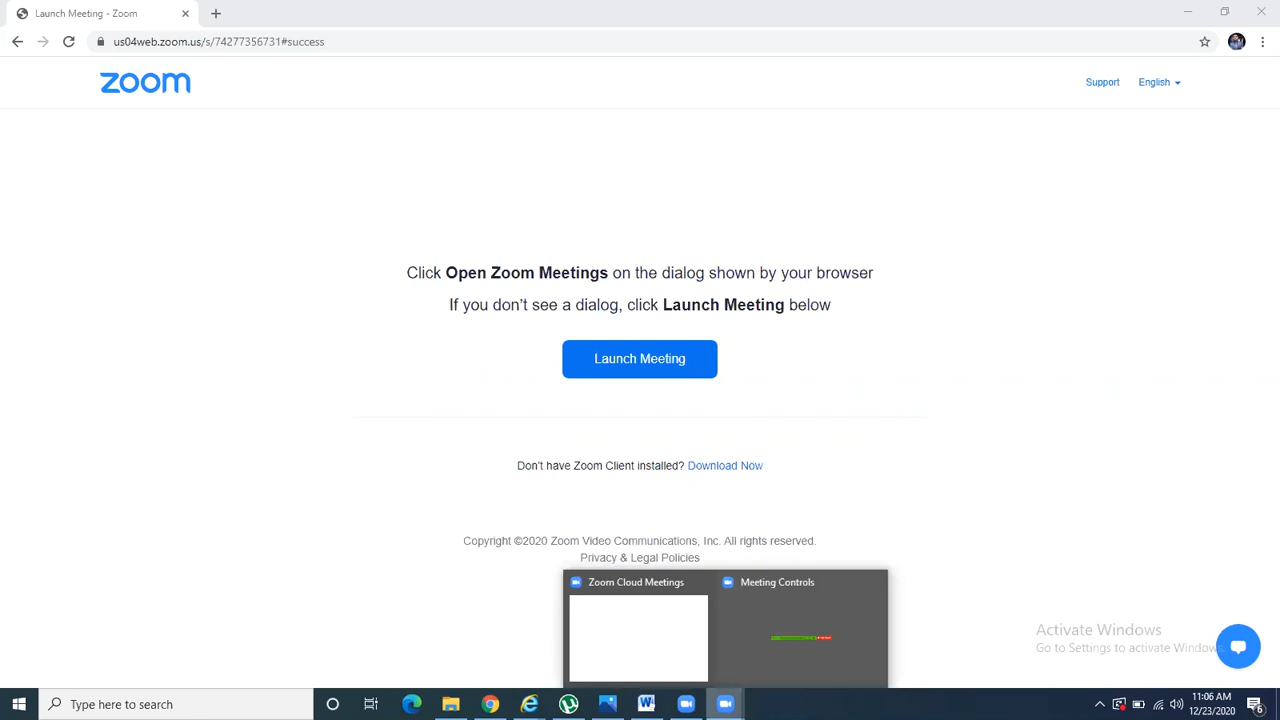 Launch Meeting - Zoom
us04web.zoom.us/s/74277356731#success
zoom
Support
English
Click Open Zoom Meetings on the dialog shown by your browser
If you don't see a dialog, click Launch Meeting below
Launch Meeting
Don't have Zoom Client installed? Download Now
Copyright ©2020 Zoom Video Communications, Inc. All rights reserved.
Privacy & Legal Policies
Zoom Cloud Meetings
Meeting Controls
Activate Windows
Go to Settings to activate Windows.
Type here to search
11:06 AM
12/23/2020
6